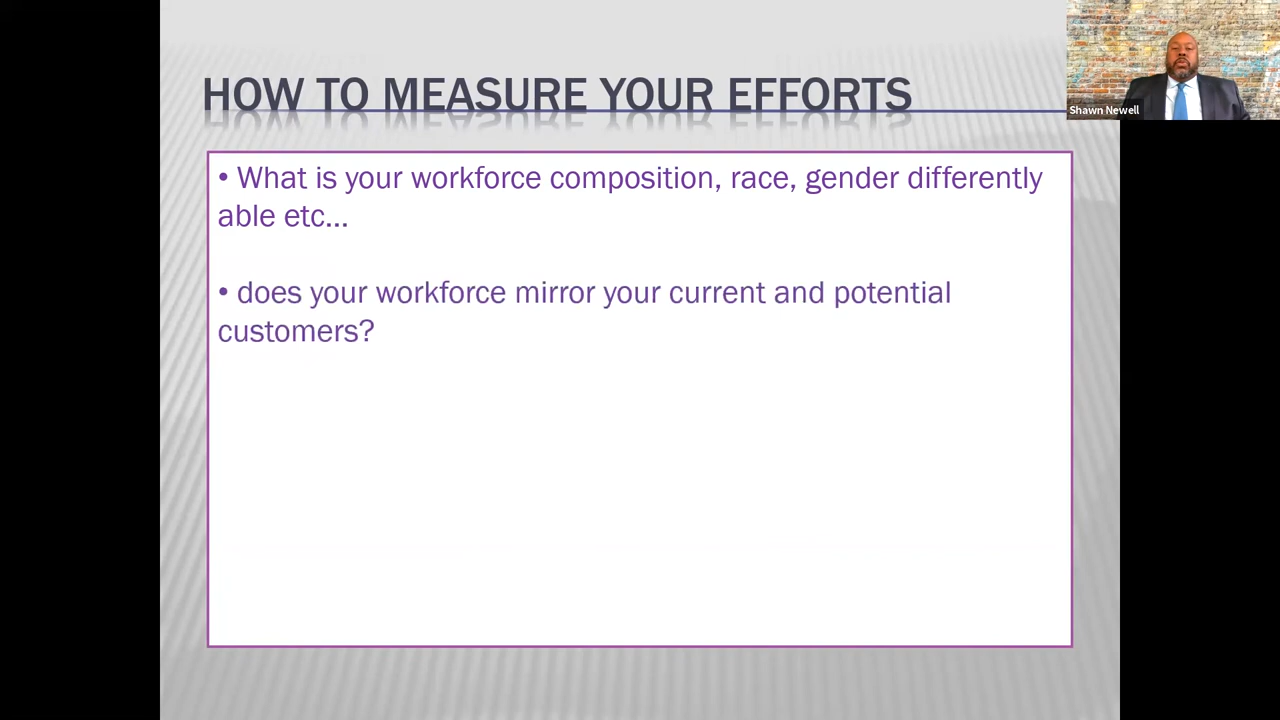 HOW TO MEASURE YOUR EFFORTS
Shawn Newell
• What is your workforce composition, race, gender differently
able etc...
• does your workforce mirror your current and potential
customers?